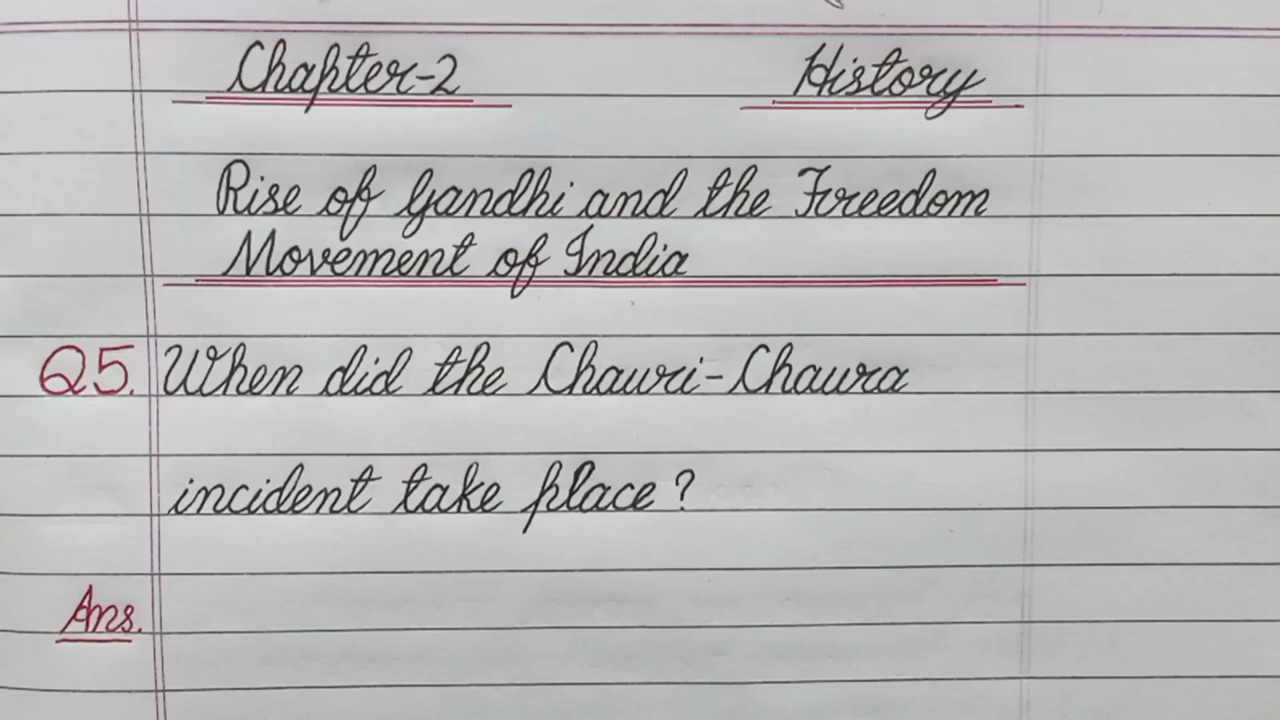 Chapter-2 History
Rise of Gandhi and the Freedom
Movement of India
Q5. When did the Chauri-Chaura
incident take place?
Ans.